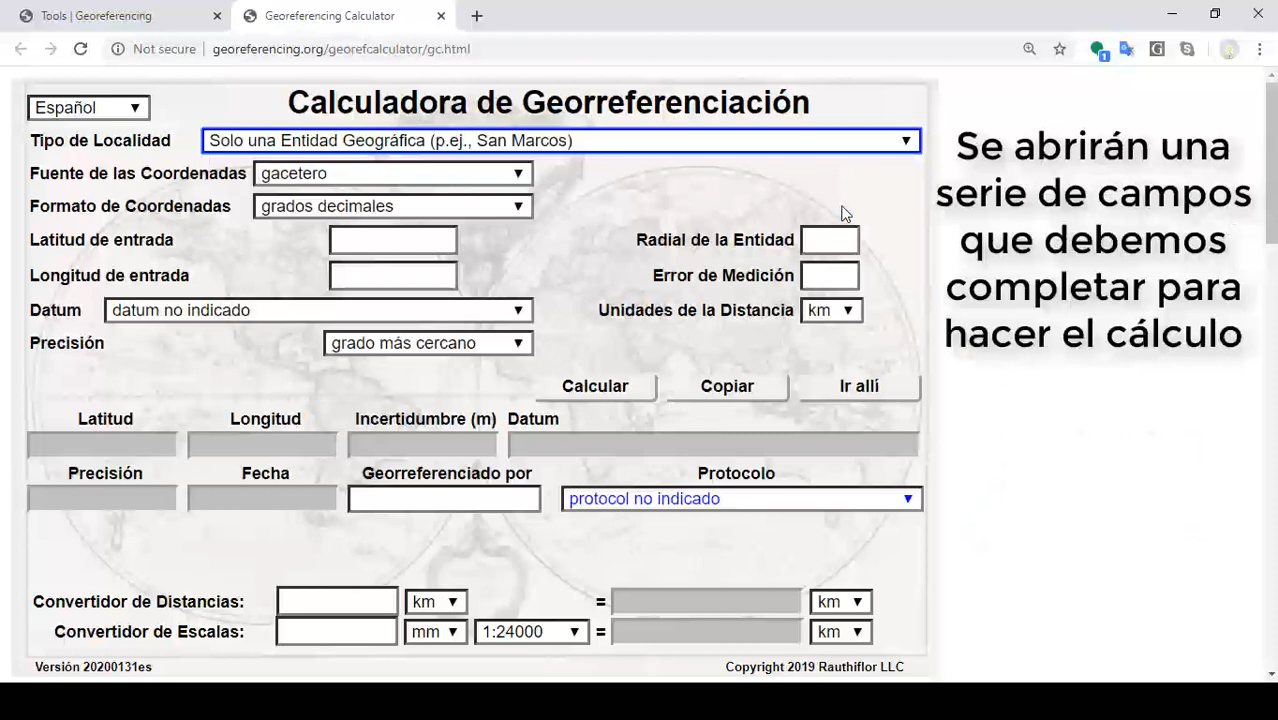 Tools | Georeferencing
Georeferencing Calculator
Not secure
georeferencing.org/georefcalculator/gc.html
1
G
Español
Calculadora de Georreferenciación
Tipo de Localidad
Solo una Entidad Geográfica (p.ej., San Marcos)
Fuente de las Coordenadas
gacetero
Formato de Coordenadas
grados decimales
Latitud de entrada
Radial de la Entidad
Longitud de entrada
Error de Medición
Datum
datum no indicado
Unidades de la Distancia
km
Precisión
grado más cercano
Calcular
Copiar
Ir allí
Latitud
Longitud
Incertidumbre (m)
Datum
Precisión
Fecha
Georreferenciado por
Protocolo
protocol no indicado
Convertidor de Distancias:
km
=
km
Convertidor de Escalas:
mm
1:24000
=
km
Versión 20200131es
Copyright 2019 Rauthiflor LLC
Se abrirán una
serie de campos
que debemos
completar para
hacer el cálculo